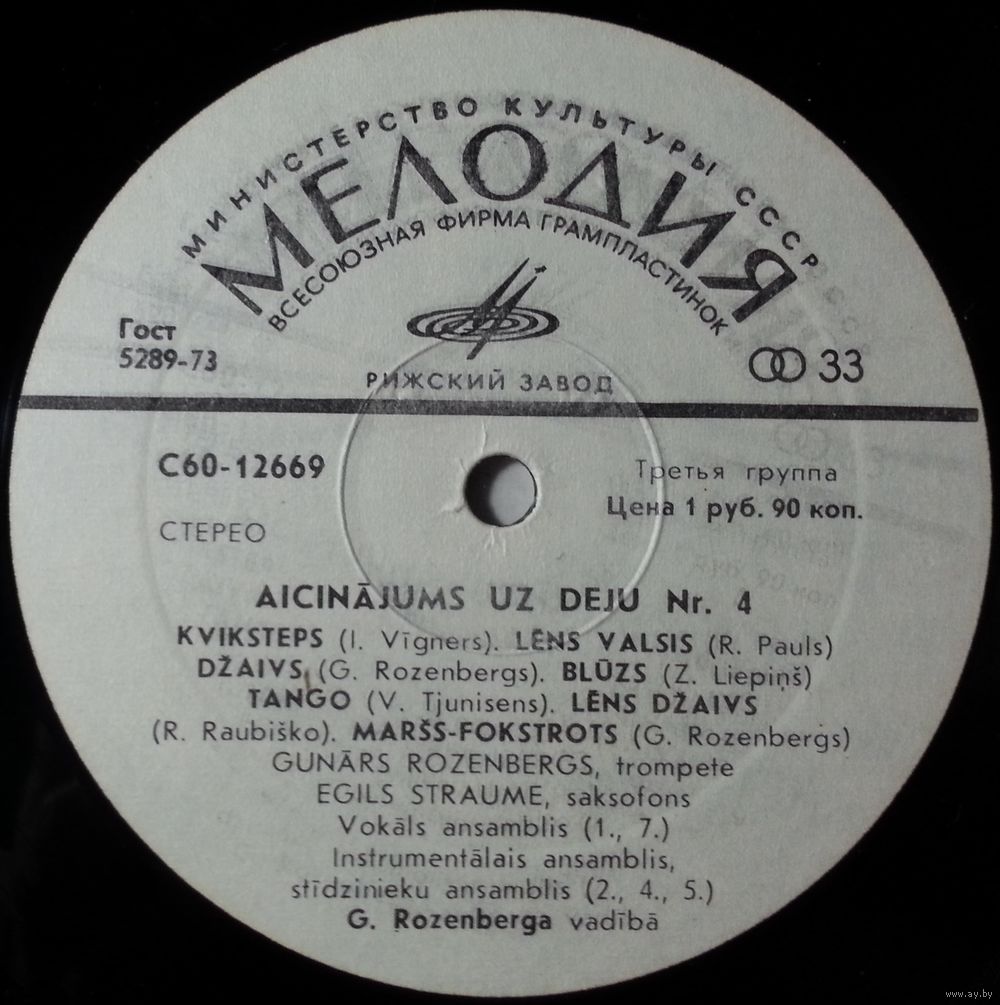 МИНИСТЕРСТВО КУЛЬТУРЫ СССР
МЕЛОДИЯ
ВСЕСОЮЗНАЯ ФИРМА ГРАМПЛАСТИНОК
Гост
5289-73
33
РИЖСКИЙ ЗАВОД
С60-12669
Третья группа
Цена 1 руб. 90 коп.
СТЕРЕО
AICINĀJUMS UZ DEJU Nr. 4
KVIKSTEPS (I. Vīgners). LĒNS VALSIS (R. Pauls)
DŽAIVS (G. Rozenbergs). BLŪZS (Z. Liepiņš)
TANGO (V. Tjunisens). LĒNS DŽAIVS
(R. Raubiško). MARŠS-FOKSTROTS (G. Rozenbergs)
GUNĀRS ROZENBERGS, trompete
EGILS STRAUME, saksofons
Vokāls ansamblis (1., 7.)
Instrumentālais ansamblis,
stīdzinieku ansamblis (2., 4., 5.)
G. Rozenberga vadībā
www.ay.by